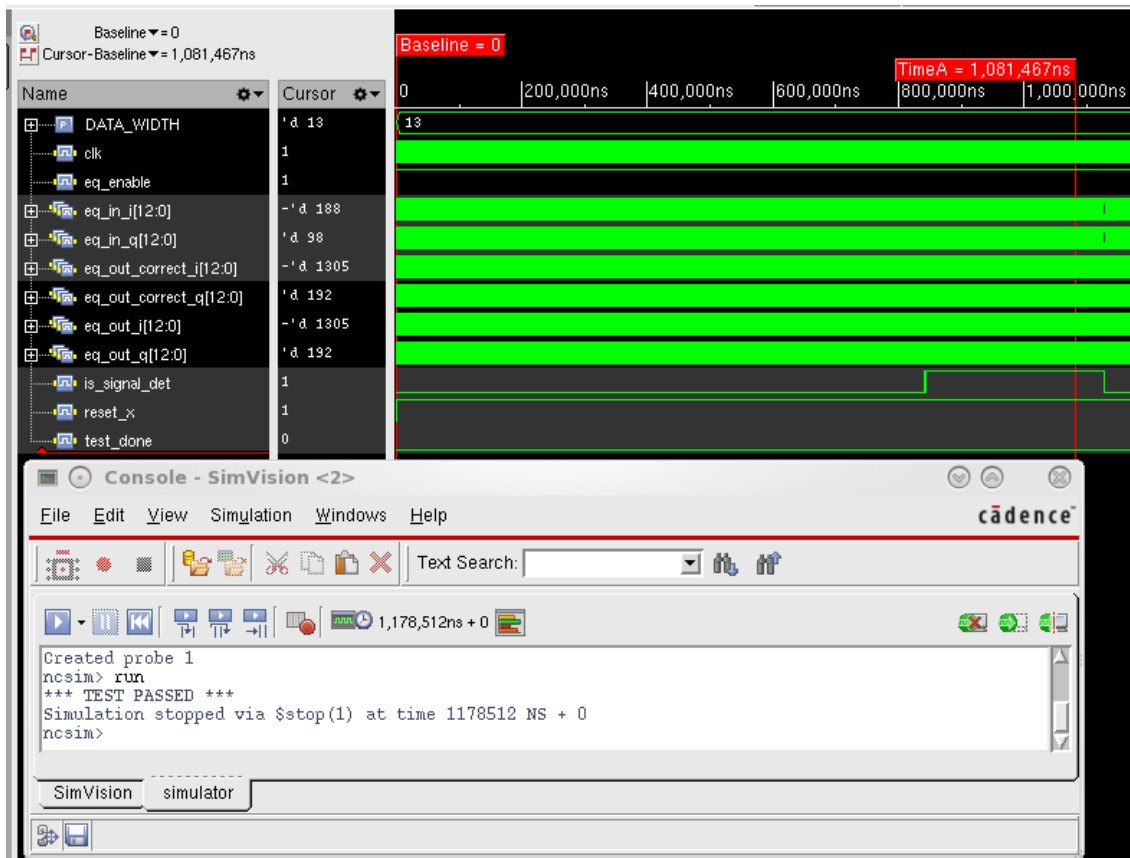 Baseline▼= 0
Cursor-Baseline▼= 1,081,467ns
Baseline = 0
TimeA = 1,081,467ns
Name Cursor 0 200,000ns 400,000ns 600,000ns 800,000ns 1,000,000ns
P DATA_WIDTH 'd 13 13
clk 1
eq_enable 1
eq_in_i[12:0] -'d 188
eq_in_q[12:0] 'd 98
eq_out_correct_i[12:0] -'d 1305
eq_out_correct_q[12:0] 'd 192
eq_out_i[12:0] -'d 1305
eq_out_q[12:0] 'd 192
is_signal_det 1
reset_x 1
test_done 0
Console - SimVision <2>
File Edit View Simulation Windows Help cādence
Text Search:
1,178,512ns + 0
Created probe 1
ncsim> run
*** TEST PASSED ***
Simulation stopped via $stop(1) at time 1178512 NS + 0
ncsim>
SimVision simulator